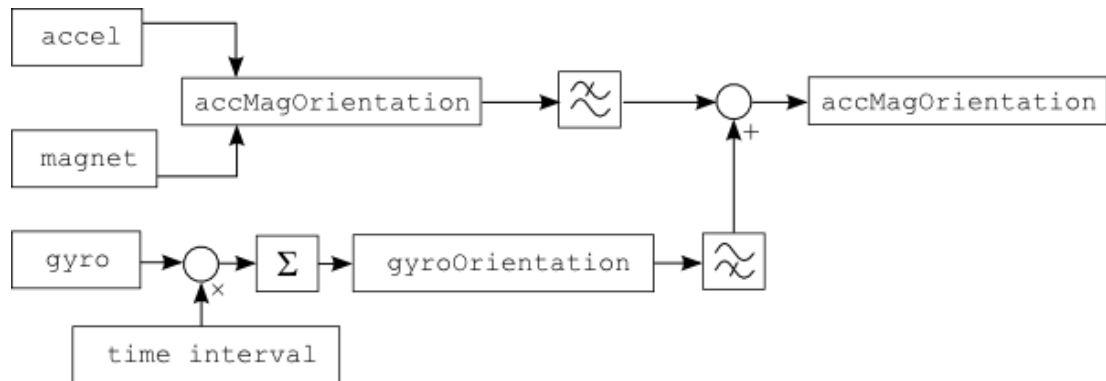 accel
accMagOrientation
accMagOrientation
+
magnet
gyro
×
Σ
gyroOrientation
time interval